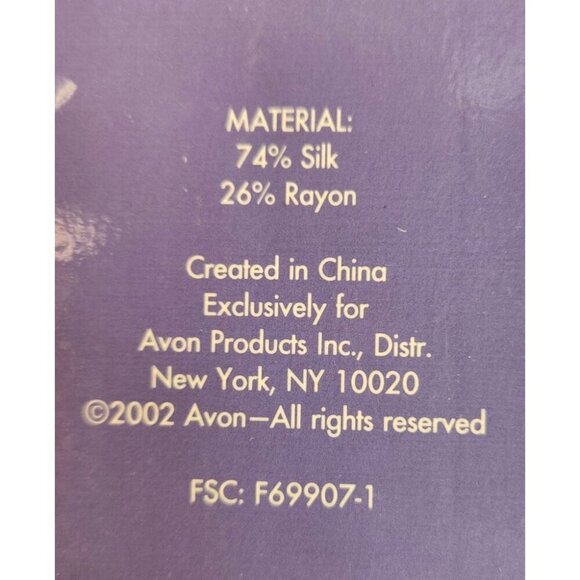 MATERIAL:
74% Silk
26% Rayon
Created in China
Exclusively for
Avon Products Inc., Distr.
New York, NY 10020
©2002 Avon—All rights reserved
FSC: F69907-1